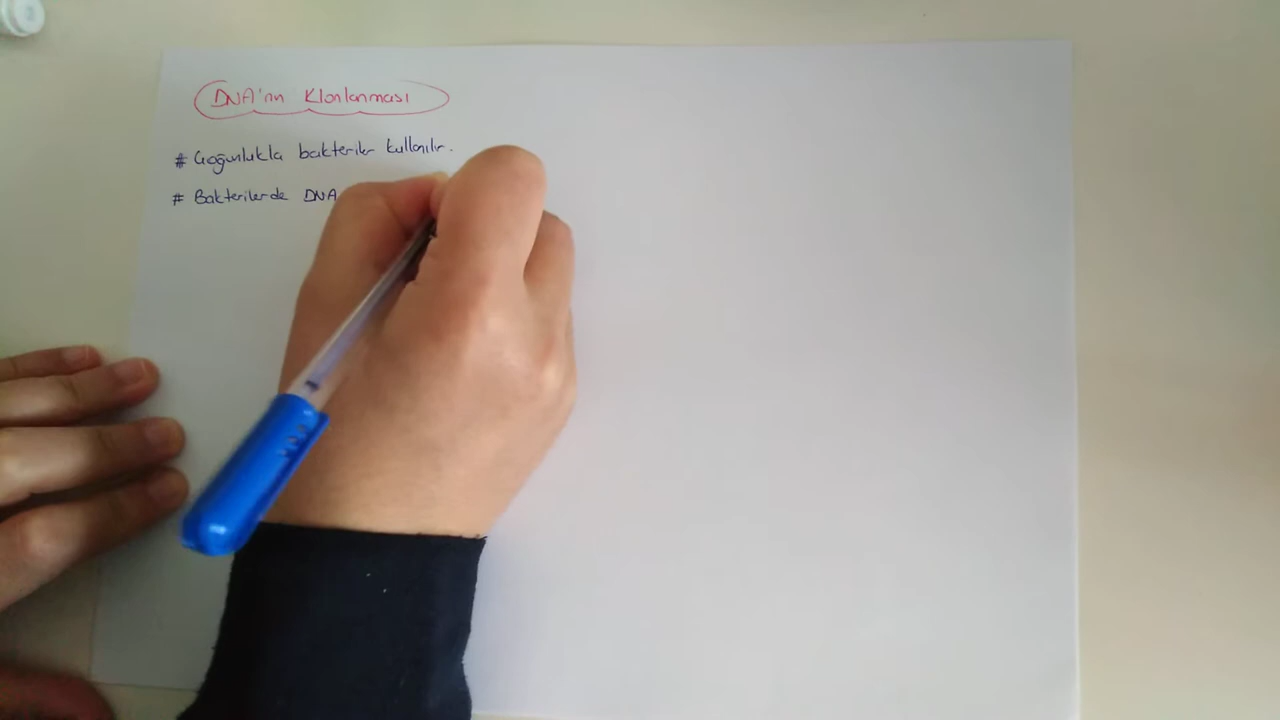 DNA'nın Klonlanması
# Çoğunlukla bakteriler kullanılır.
# Bakterilerde DNA